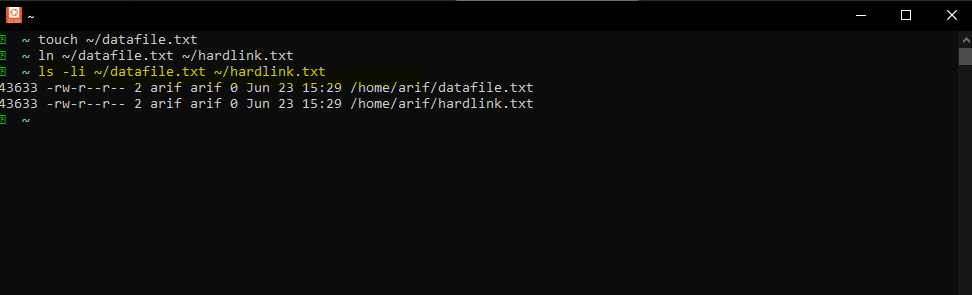 ~
~ touch ~/datafile.txt
~ ln ~/datafile.txt ~/hardlink.txt
~ ls -li ~/datafile.txt ~/hardlink.txt
43633 -rw-r--r-- 2 arif arif 0 Jun 23 15:29 /home/arif/datafile.txt
43633 -rw-r--r-- 2 arif arif 0 Jun 23 15:29 /home/arif/hardlink.txt
~